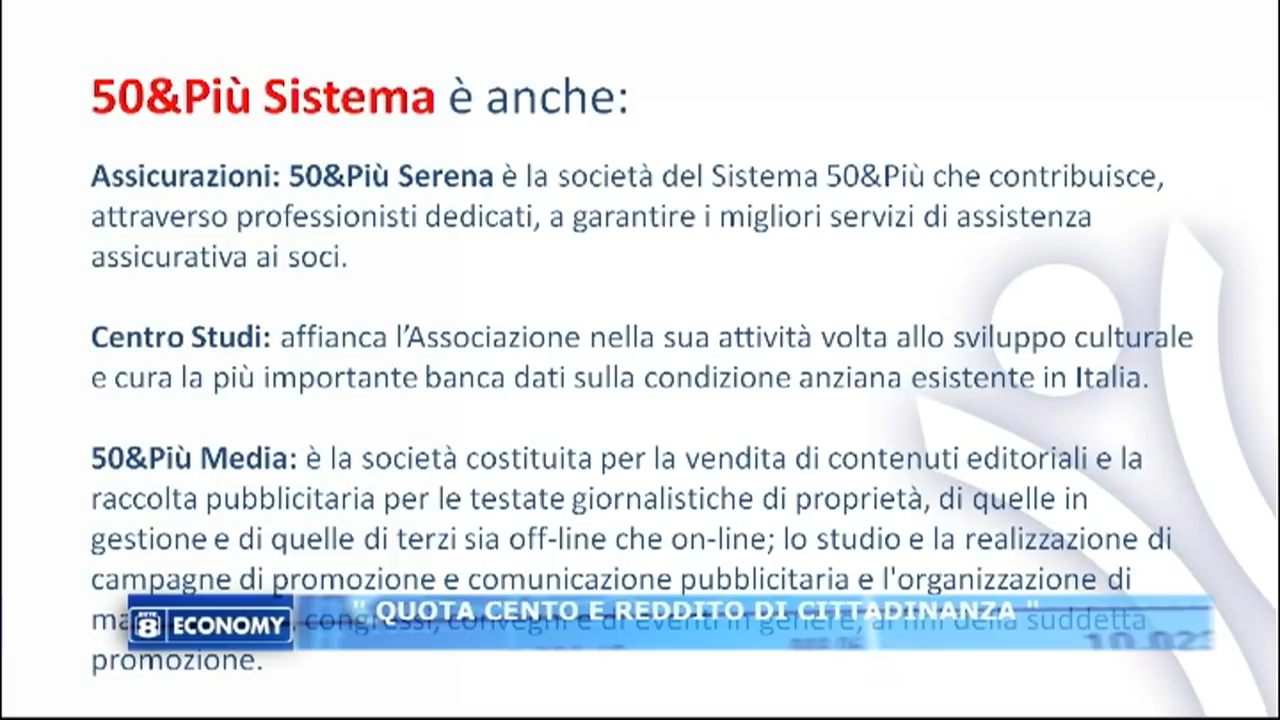 50&Più Sistema è anche:
Assicurazioni: 50&Più Serena è la società del Sistema 50&Più che contribuisce,
attraverso professionisti dedicati, a garantire i migliori servizi di assistenza
assicurativa ai soci.
Centro Studi: affianca l’Associazione nella sua attività volta allo sviluppo culturale
e cura la più importante banca dati sulla condizione anziana esistente in Italia.
50&Più Media: è la società costituita per la vendita di contenuti editoriali e la
raccolta pubblicitaria per le testate giornalistiche di proprietà, di quelle in
gestione e di quelle di terzi sia off-line che on-line; lo studio e la realizzazione di
campagne di promozione e comunicazione pubblicitaria e l'organizzazione di
congressi, convegni e di eventi in genere, ai fini della suddetta
promozione.
8 ECONOMY
" QUOTA CENTO E REDDITO DI CITTADINANZA "